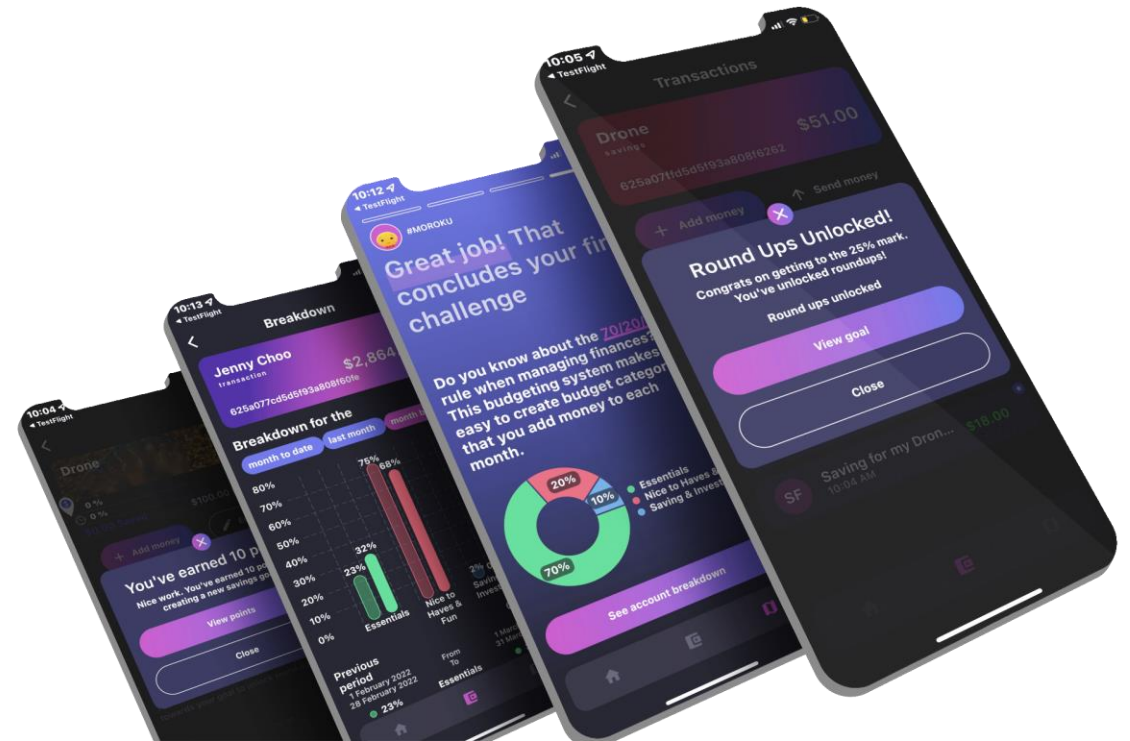 10:04
TestFlight
Drone
0 %
0 %
$100.00
+ Add money
You've earned 10 p
Nice work. You've earned 10 po
creating a new savings go
View points
Close
10:13
TestFlight
Breakdown
Jenny Choo
transaction
$2,864
625a077cd5d5f93a808f60fe
Breakdown for the
month to date
last month
80%
70%
60%
50%
40%
30%
20%
10%
0%
23%
32%
75%
68%
2%
Essentials
Nice to
Haves &
Fun
Previous
period
1 February 2022
28 February 2022
23%
From
To
Essentials
10:12
TestFlight
#MOROKU
Great job! That
concludes your fin
challenge
Do you know about the 70/20/
rule when managing finances?
This budgeting system makes
easy to create budget categor
that you add money to each
month.
20%
10%
70%
Essentials
Nice to Haves &
Saving & Invest
See account breakdown
10:05
TestFlight
Transactions
Drone
savings
$51.00
625a07ffd5d5f93a808f6262
+ Add money
Send money
Round Ups Unlocked!
Congrats on getting to the 25% mark.
You've unlocked roundups!
Round ups unlocked
View goal
Close
SF
Saving for my Dron...
10:04 AM
$18.00